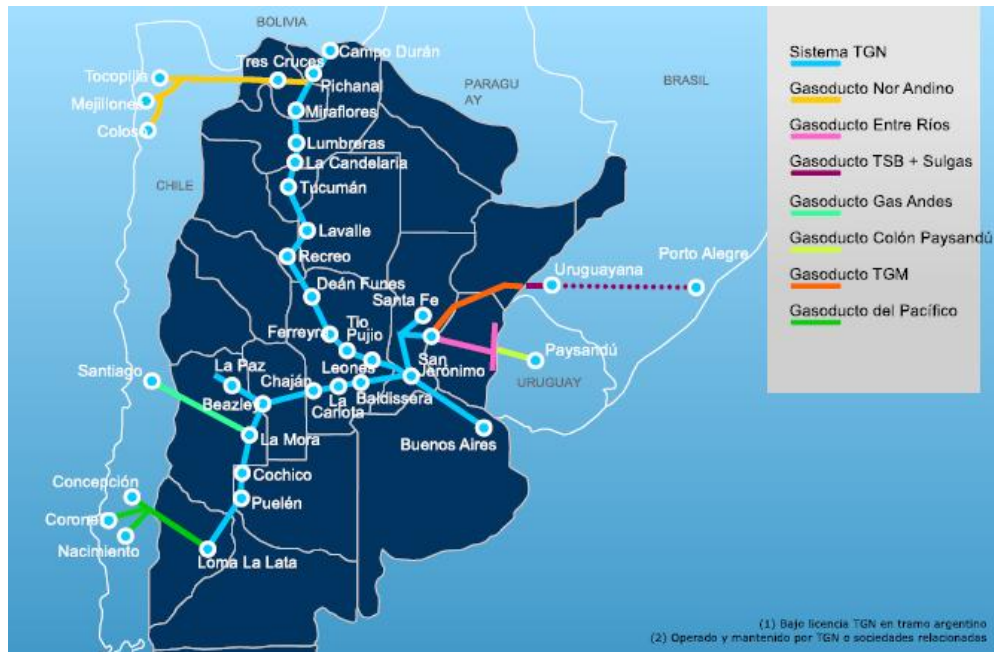 BOLIVIA
Campo Durán
Tres Cruces
Tocopilla
Pichanal
PARAGU
AY
BRASIL
Mejillones
Miraflores
Coloso
Lumbreras
La Candelaria
CHILE
Tucumán
Lavalle
Recreo
Uruguayana
Porto Alegre
Deán Funes
Santa Fe
Ferreyra
Tio
Pujio
San
Jerónimo
Paysandú
URUGUAY
Santiago
La Paz
Leones
Chaján
La
Carlota
Baldissera
Beazley
La Mora
Buenos Aires
Cochico
Concepción
Puelén
Coronel
Nacimiento
Loma La Lata
Sistema TGN
Gasoducto Nor Andino
Gasoducto Entre Ríos
Gasoducto TSB + Sulgas
Gasoducto Gas Andes
Gasoducto Colón Paysandú
Gasoducto TGM
Gasoducto del Pacífico
(1) Bajo licencia TGN en tramo argentino
(2) Operado y mantenido por TGN o sociedades relacionadas